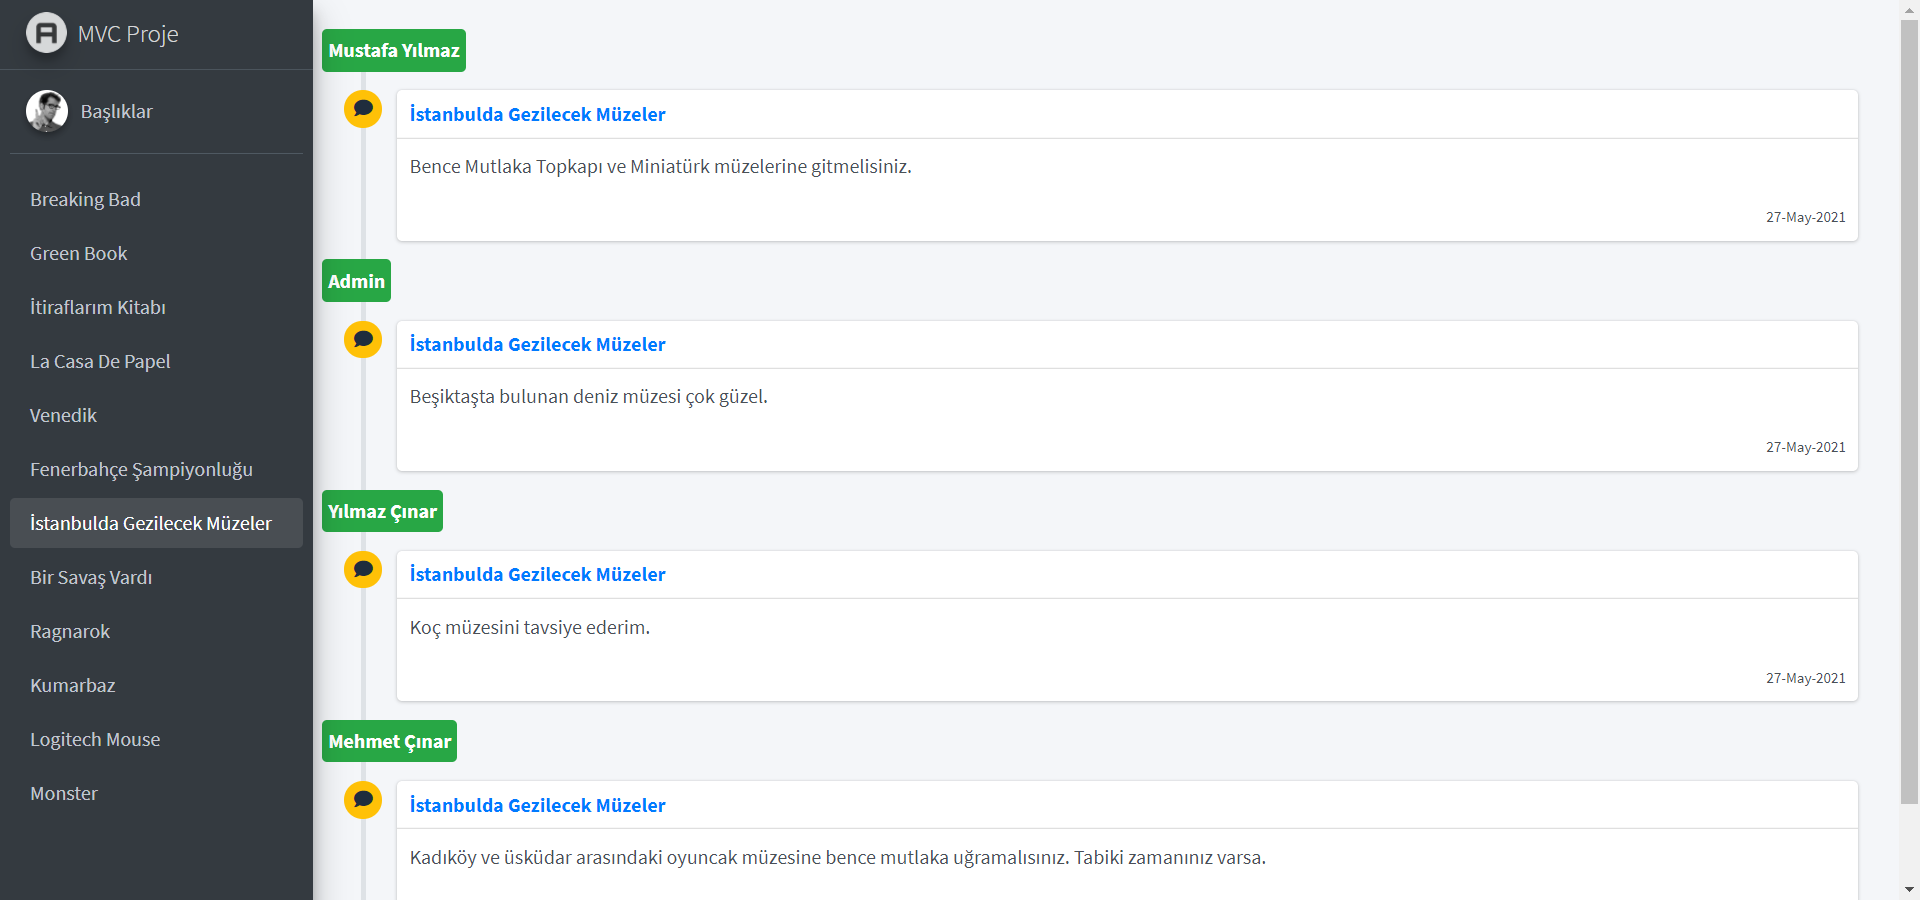 MVC Proje
Başlıklar
Breaking Bad
Green Book
İtiraflarım Kitabı
La Casa De Papel
Venedik
Fenerbahçe Şampiyonluğu
İstanbulda Gezilecek Müzeler
Bir Savaş Vardı
Ragnarok
Kumarbaz
Logitech Mouse
Monster
Mustafa Yılmaz
İstanbulda Gezilecek Müzeler
Bence Mutlaka Topkapı ve Miniatürk müzelerine gitmelisiniz.
27-May-2021
Admin
İstanbulda Gezilecek Müzeler
Beşiktaşta bulunan deniz müzesi çok güzel.
27-May-2021
Yılmaz Çınar
İstanbulda Gezilecek Müzeler
Koç müzesini tavsiye ederim.
27-May-2021
Mehmet Çınar
İstanbulda Gezilecek Müzeler
Kadıköy ve üsküdar arasındaki oyuncak müzesine bence mutlaka uğramalısınız. Tabiki zamanınız varsa.